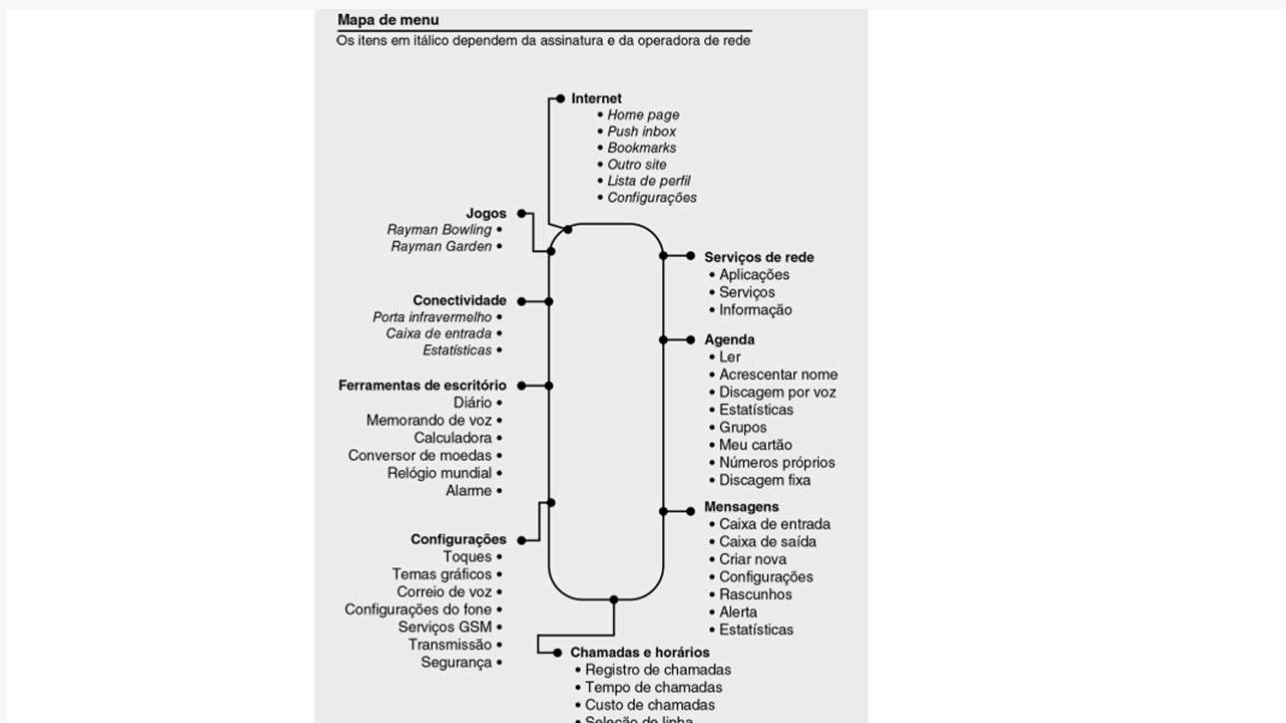 Mapa de menu
Os itens em itálico dependem da assinatura e da operadora de rede
Internet
• Home page
• Push inbox
• Bookmarks
• Outro site
• Lista de perfil
• Configurações
Jogos
Rayman Bowling •
Rayman Garden •
Conectividade
Porta infravermelho •
Caixa de entrada •
Estatísticas •
Ferramentas de escritório
Diário •
Memorando de voz •
Calculadora •
Conversor de moedas •
Relógio mundial •
Alarme •
Configurações
Toques •
Temas gráficos •
Correio de voz •
Configurações do fone •
Serviços GSM •
Transmissão •
Segurança •
Serviços de rede
• Aplicações
• Serviços
• Informação
Agenda
• Ler
• Acrescentar nome
• Discagem por voz
• Estatísticas
• Grupos
• Meu cartão
• Números próprios
• Discagem fixa
Mensagens
• Caixa de entrada
• Caixa de saída
• Criar nova
• Configurações
• Rascunhos
• Alerta
• Estatísticas
Chamadas e horários
• Registro de chamadas
• Tempo de chamadas
• Custo de chamadas
• Seleção de linha